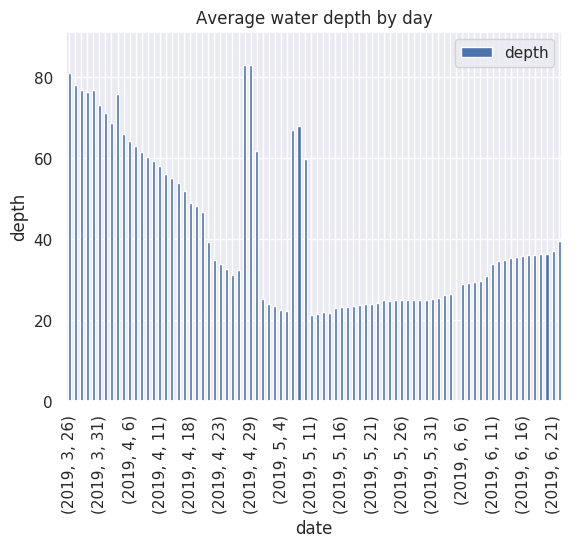 Average water depth by day
depth
depth
80
60
40
20
0
(2019, 3, 26)
(2019, 3, 31)
(2019, 4, 6)
(2019, 4, 11)
(2019, 4, 18)
(2019, 4, 23)
(2019, 4, 29)
(2019, 5, 4)
(2019, 5, 11)
(2019, 5, 16)
(2019, 5, 21)
(2019, 5, 26)
(2019, 5, 31)
(2019, 6, 6)
(2019, 6, 11)
(2019, 6, 16)
(2019, 6, 21)
date